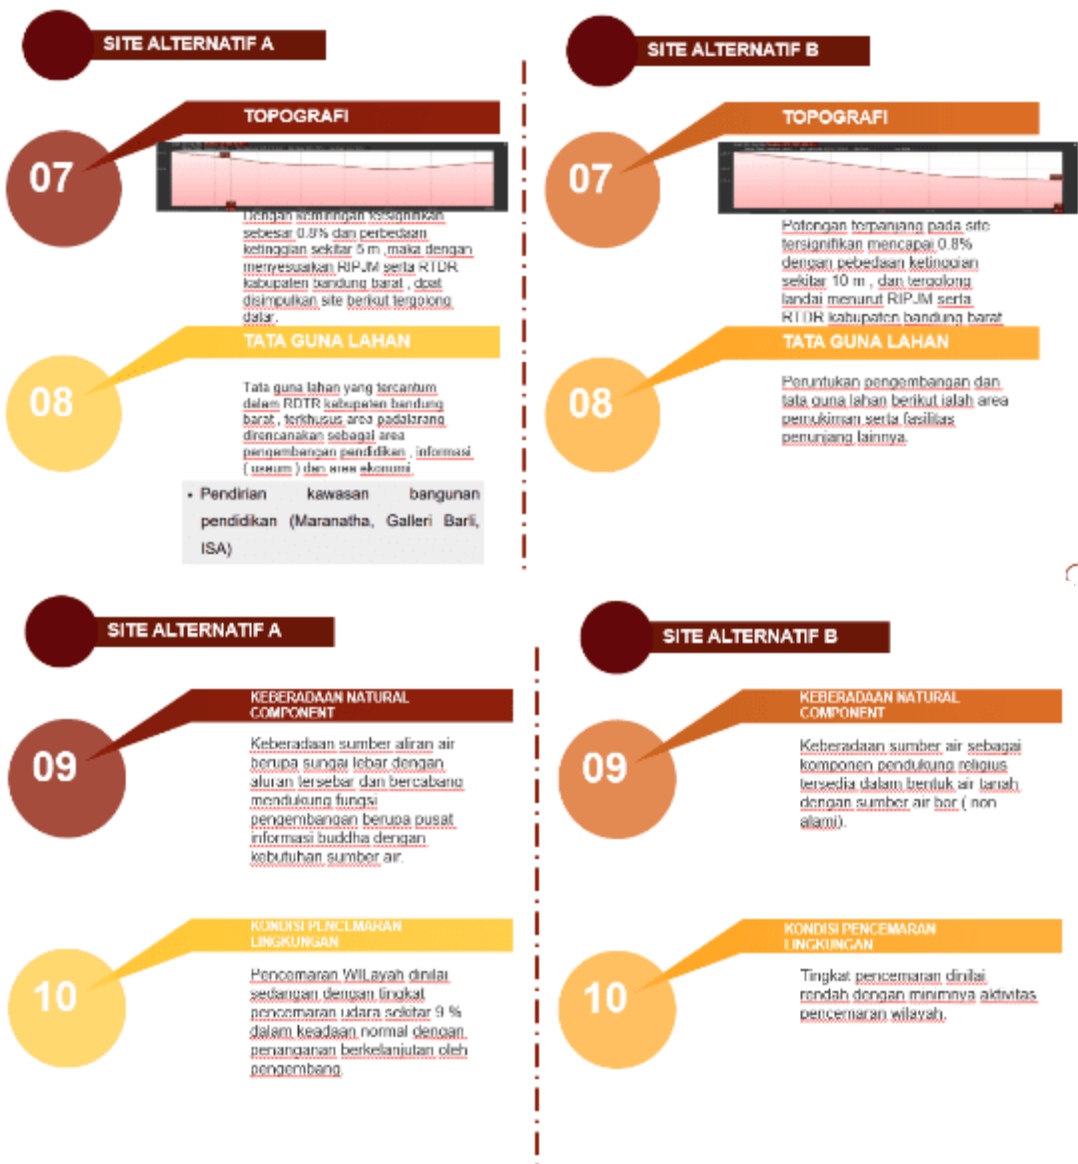 SITE ALTERNATIF A
TOPOGRAFI
07
Dengan kemiringan tersignifikan
sebesar 0.8% dan perbedaan
ketinggian sekitar 5 m ,maka dengan
menyesuaikan RIPJM serta RTDR
kabupaten bandung barat , dpat
disimpulkan site berikut tergolong
datar.
TATA GUNA LAHAN
08
Tata guna lahan yang tercantum
dalam RDTR kabupaten bandung
barat , terkhusus area padalarang
direncanakan sebagai area
pengembangan pendidikan , informasi
( useum ) dan area ekonomi
• Pendirian kawasan bangunan
pendidikan (Maranatha, Galleri Barli,
ISA)
SITE ALTERNATIF B
TOPOGRAFI
07
Potongan terpanjang pada site
tersignifikan mencapai 0.8%
dengan pebedaan ketinggian
sekitar 10 m , dan tergolong
landai menurut RIPJM serta
RTDR kabupaten bandung barat
TATA GUNA LAHAN
08
Peruntukan pengembangan dan
tata guna lahan berikut ialah area
pemukiman serta fasilitas
penunjang lainnya.
SITE ALTERNATIF A
KEBERADAAN NATURAL
COMPONENT
09
Keberadaan sumber aliran air
berupa sungai lebar dengan
aluran tersebar dan bercabang
mendukung fungsi
pengembangan berupa pusat
informasi buddha dengan
kebutuhan sumber air.
KONDISI PENCEMARAN
LINGKUNGAN
10
Pencemaran WILayah dinilai
sedangan dengan tingkat
pencemaran udara sekitar 9 %
dalam keadaan normal dengan
penanganan berkelanjutan oleh
pengembang.
SITE ALTERNATIF B
KEBERADAAN NATURAL
COMPONENT
09
Keberadaan sumber air sebagai
komponen pendukung religius
tersedia dalam bentuk air tanah
dengan sumber air bor ( non
alami).
KONDISI PENCEMARAN
LINGKUNGAN
10
Tingkat pencemaran dinilai
rendah dengan minimnya aktivitas
pencemaran wilayah.